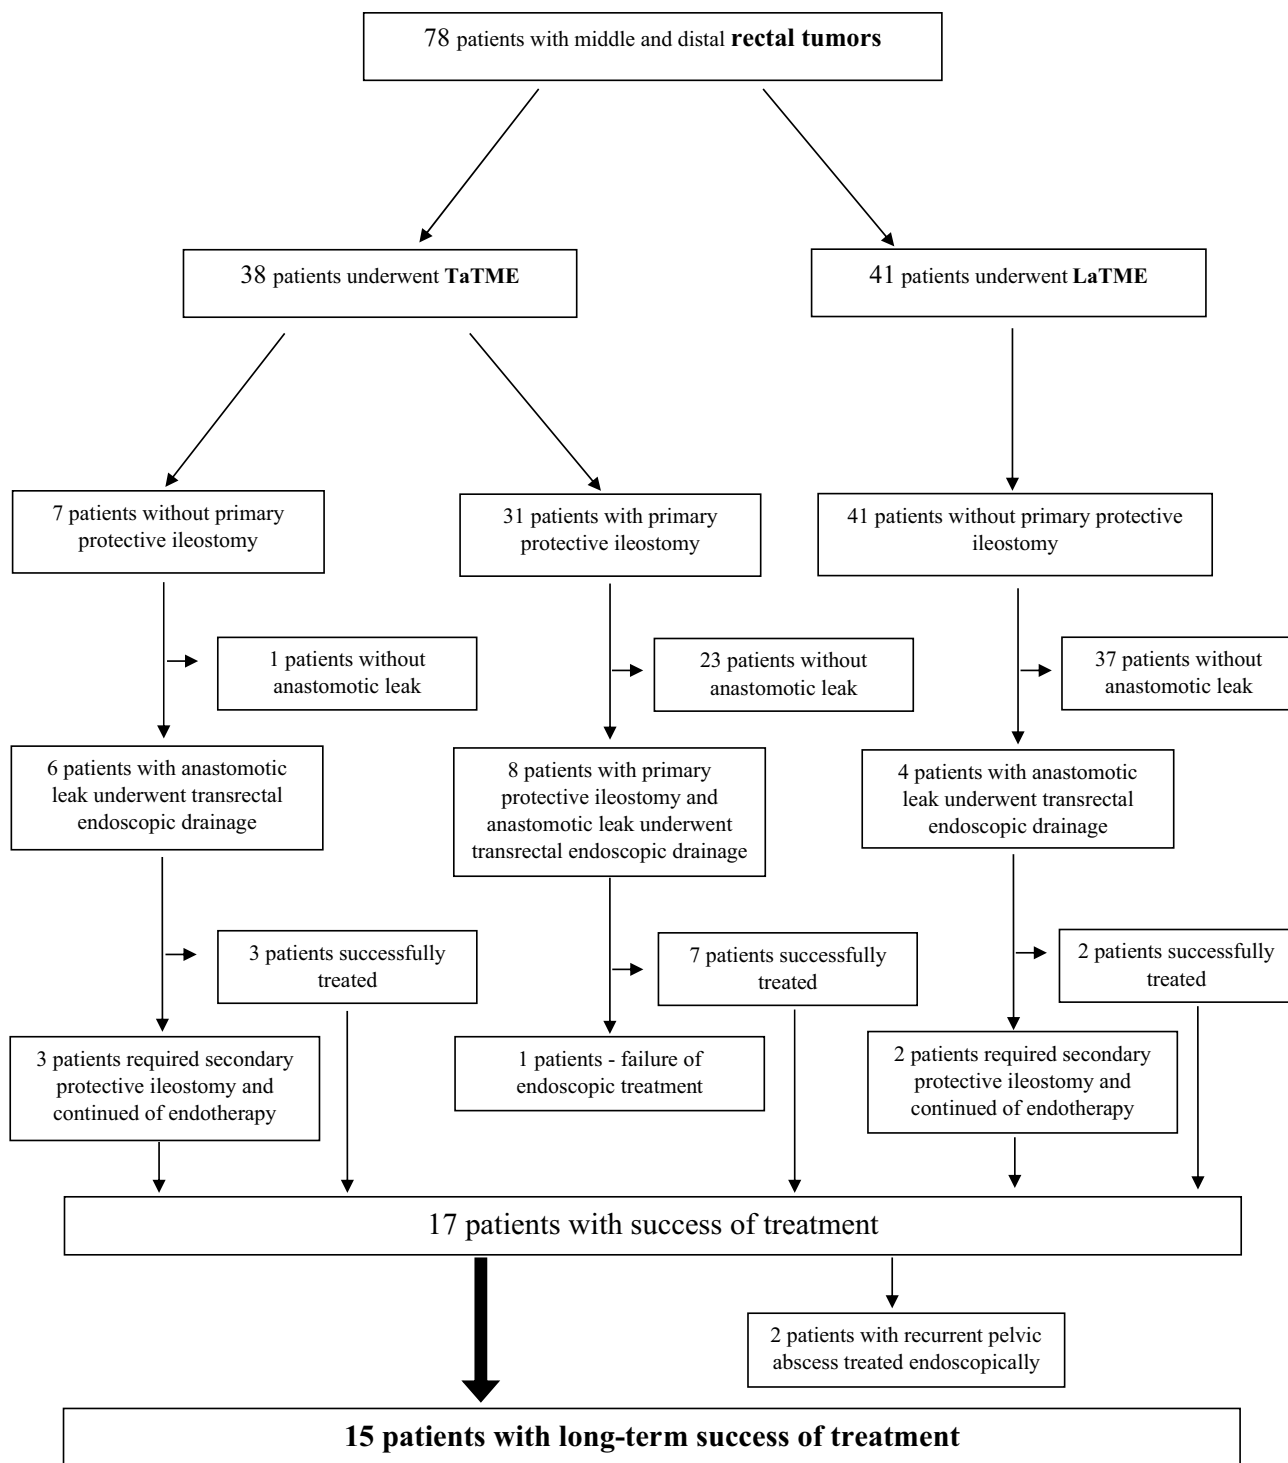 78 patients with middle and distal rectal tumors
38 patients underwent TaTME
41 patients underwent LaTME
7 patients without primary
protective ileostomy
31 patients with primary
protective ileostomy
41 patients without primary protective
ileostomy
1 patients without
anastomotic leak
23 patients without
anastomotic leak
37 patients without
anastomotic leak
6 patients with anastomotic
leak underwent transrectal
endoscopic drainage
8 patients with primary
protective ileostomy and
anastomotic leak underwent
transrectal endoscopic drainage
4 patients with anastomotic
leak underwent transrectal
endoscopic drainage
3 patients successfully
treated
7 patients successfully
treated
2 patients successfully
treated
3 patients required secondary
protective ileostomy and
continued of endotherapy
1 patients - failure of
endoscopic treatment
2 patients required secondary
protective ileostomy and
continued of endotherapy
17 patients with success of treatment
2 patients with recurrent pelvic
abscess treated endoscopically
15 patients with long-term success of treatment